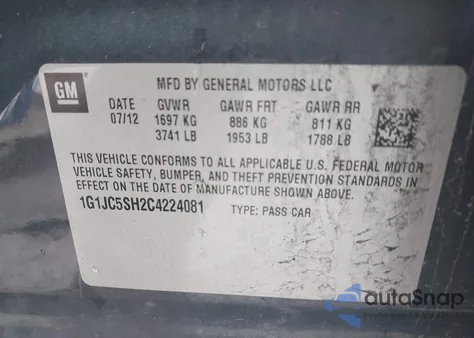 GM
MFD BY GENERAL MOTORS LLC
DATE GVWR GAWR FRT GAWR RR
07/12 1697 KG 886 KG 811 KG
3741 LB 1953 LB 1788 LB
THIS VEHICLE CONFORMS TO ALL APPLICABLE U.S. FEDERAL MOTOR
VEHICLE SAFETY, BUMPER, AND THEFT PREVENTION STANDARDS IN
EFFECT ON THE DATE OF MANUFACTURE SHOWN ABOVE.
1G1JC5SH2C4224081 TYPE: PASS CAR
autoSnap